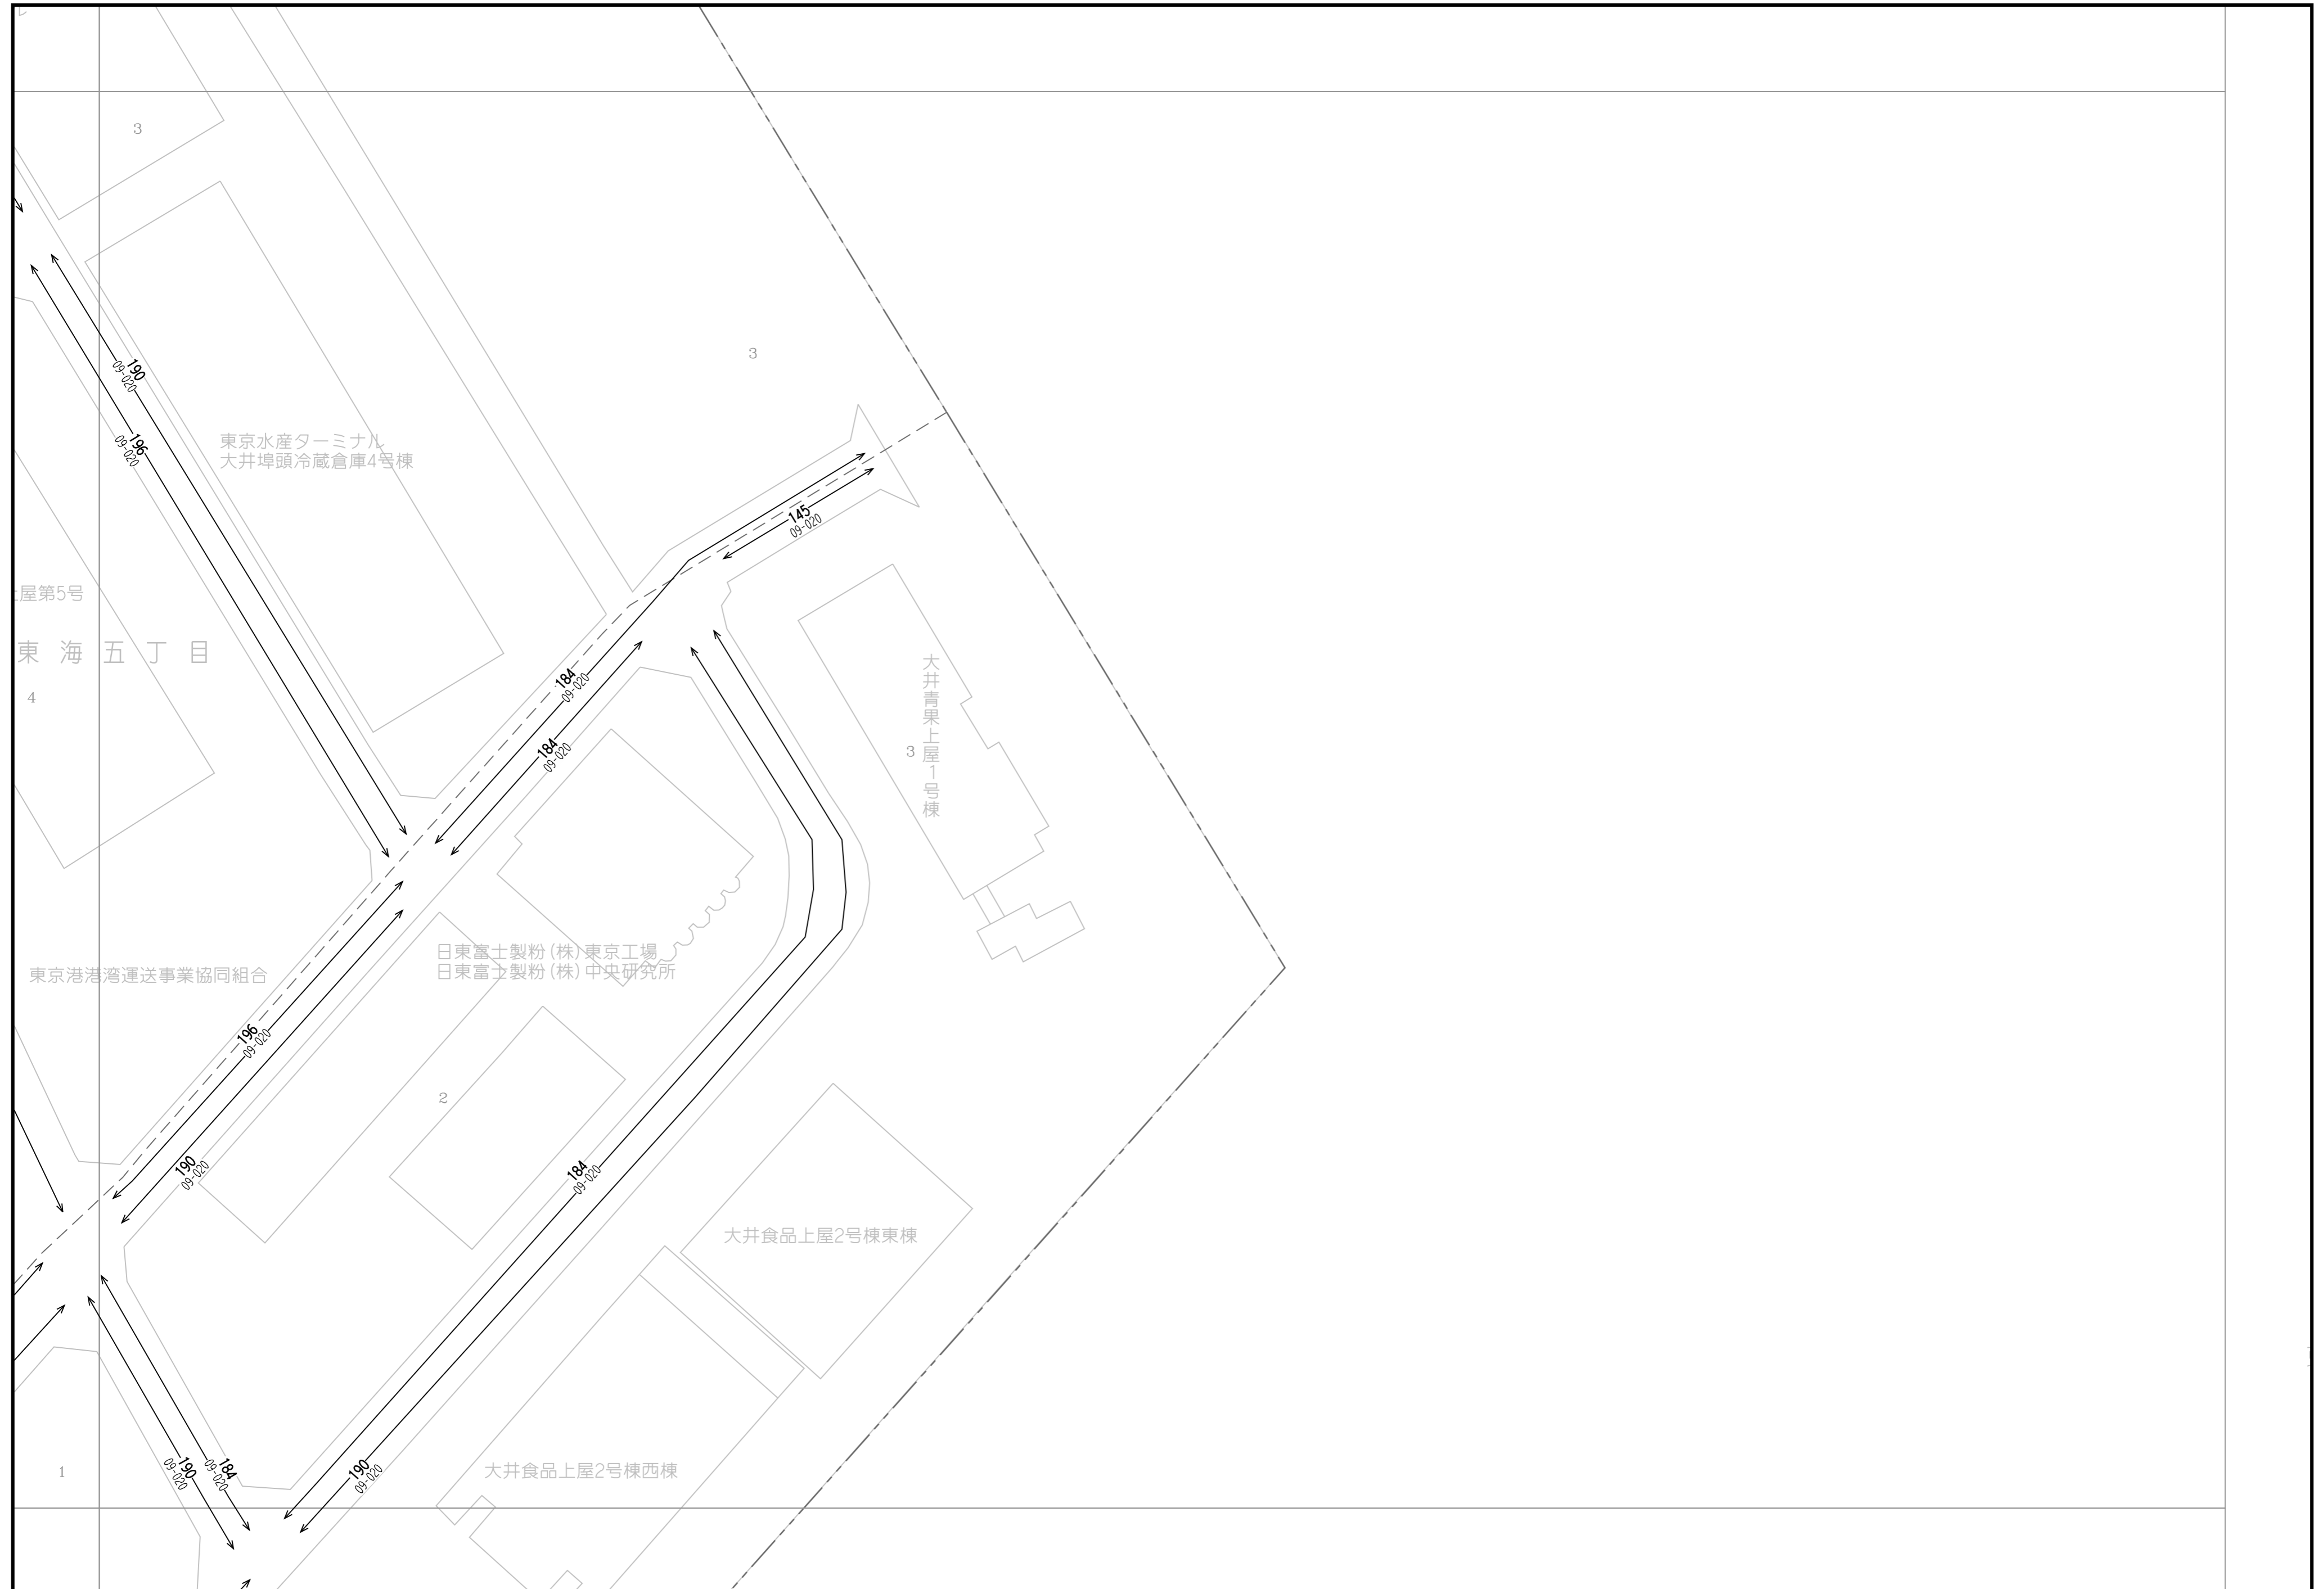 3
190
09-020
3
196
09-020
東京水産ターミナル
大井埠頭冷蔵倉庫4号棟
145
09-020
屋第5号
東海五丁目
4
184
09-020
184
09-020
大井青果上屋1号棟
3
日東富士製粉(株)東京工場
日東富士製粉(株)中央研究所
東京港港湾運送事業協同組合
196
09-020
2
190
09-020
184
09-020
大井食品上屋2号棟東棟
1
190
09-020
184
09-020
190
09-020
大井食品上屋2号棟西棟